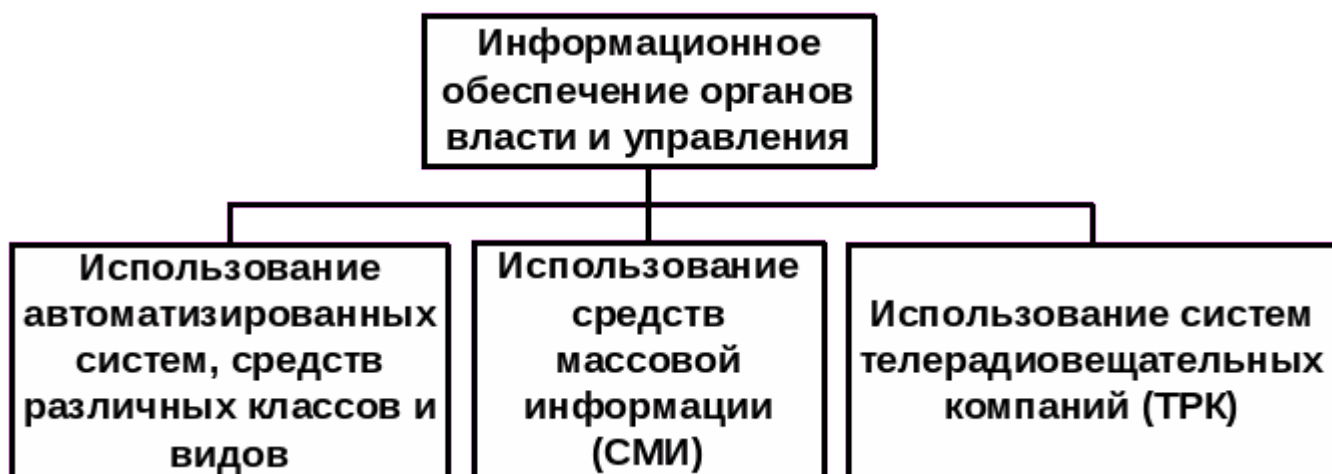 Информационное
обеспечение органов
власти и управления
Использование
автоматизированных
систем, средств
различных классов и
видов
Использование
средств
массовой
информации
(СМИ)
Использование систем
телерадиовещательных
компаний (ТРК)